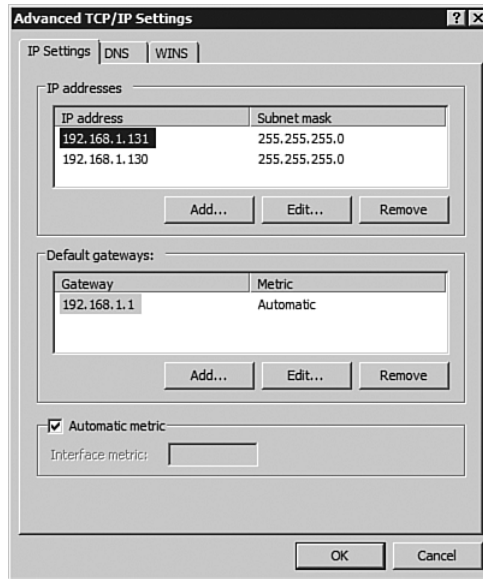 Advanced TCP/IP Settings
IP Settings DNS WINS
IP addresses
IP address Subnet mask
192.168.1.131 255.255.255.0
192.168.1.130 255.255.255.0
Add... Edit... Remove
Default gateways:
Gateway Metric
192.168.1.1 Automatic
Add... Edit... Remove
Automatic metric
Interface metric:
OK Cancel